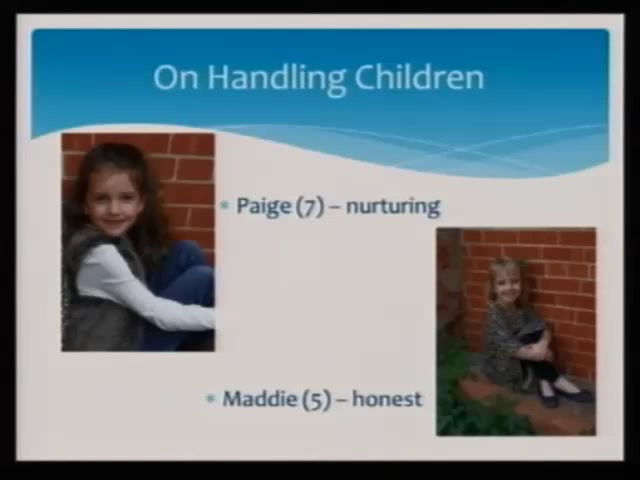 On Handling Children
Paige (7) – nurturing
Maddie (5) – honest